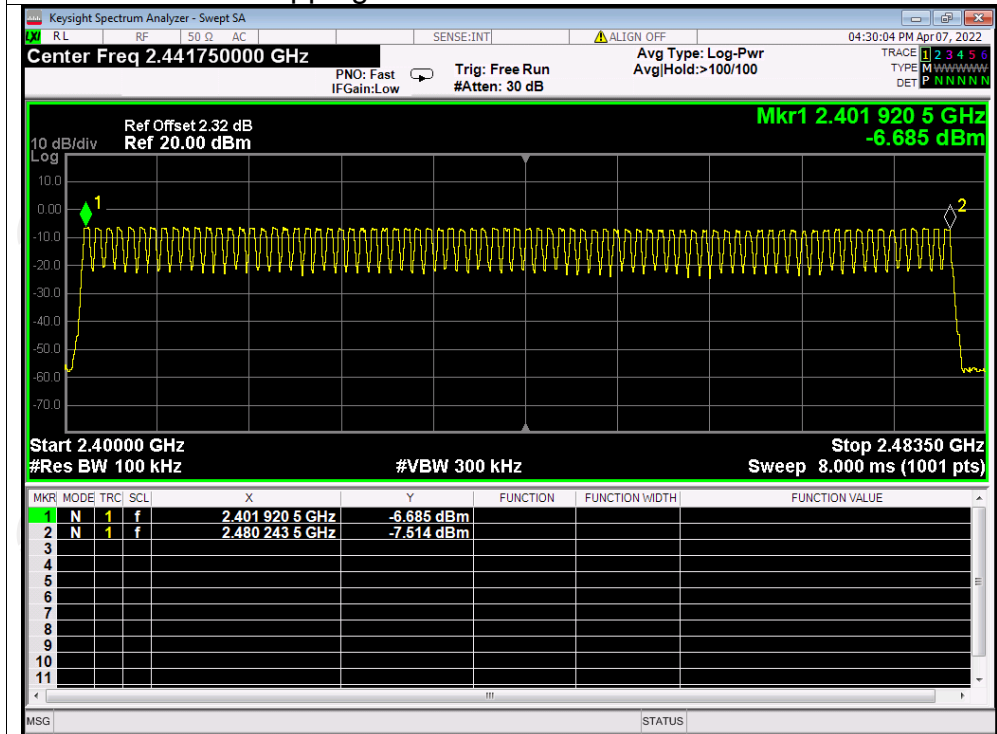 Keysight Spectrum Analyzer - Swept SA
LXI RL RF 50 Ω AC SENSE:INT ALIGN OFF 04:30:04 PM Apr 07, 2022
Center Freq 2.441750000 GHz Avg Type: Log-Pwr TRACE 1 2 3 4 5 6
PNO: Fast Trig: Free Run Avg|Hold:>100/100 TYPE M WWWWW
IFGain:Low #Atten: 30 dB DET P N N N N N
Mkr1 2.401 920 5 GHz
Ref Offset 2.32 dB
10 dB/div Ref 20.00 dBm -6.685 dBm
Log
10.0
0.00 1 2
-10.0
-20.0
-30.0
-40.0
-50.0
-60.0
-70.0
Start 2.40000 GHz Stop 2.48350 GHz
#Res BW 100 kHz #VBW 300 kHz Sweep 8.000 ms (1001 pts)
MKR MODE TRC SCL X Y FUNCTION FUNCTION WIDTH FUNCTION VALUE
1 N 1 f 2.401 920 5 GHz -6.685 dBm
2 N 1 f 2.480 243 5 GHz -7.514 dBm
3
4
5
6
7
8
9
10
11
MSG STATUS